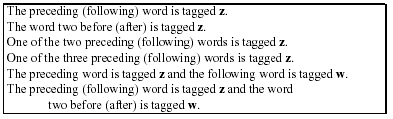 The preceding (following) word is tagged z.
The word two before (after) is tagged z.
One of the two preceding (following) words is tagged z.
One of the three preceding (following) words is tagged z.
The preceding word is tagged z and the following word is tagged w.
The preceding (following) word is tagged z and the word
two before (after) is tagged w.